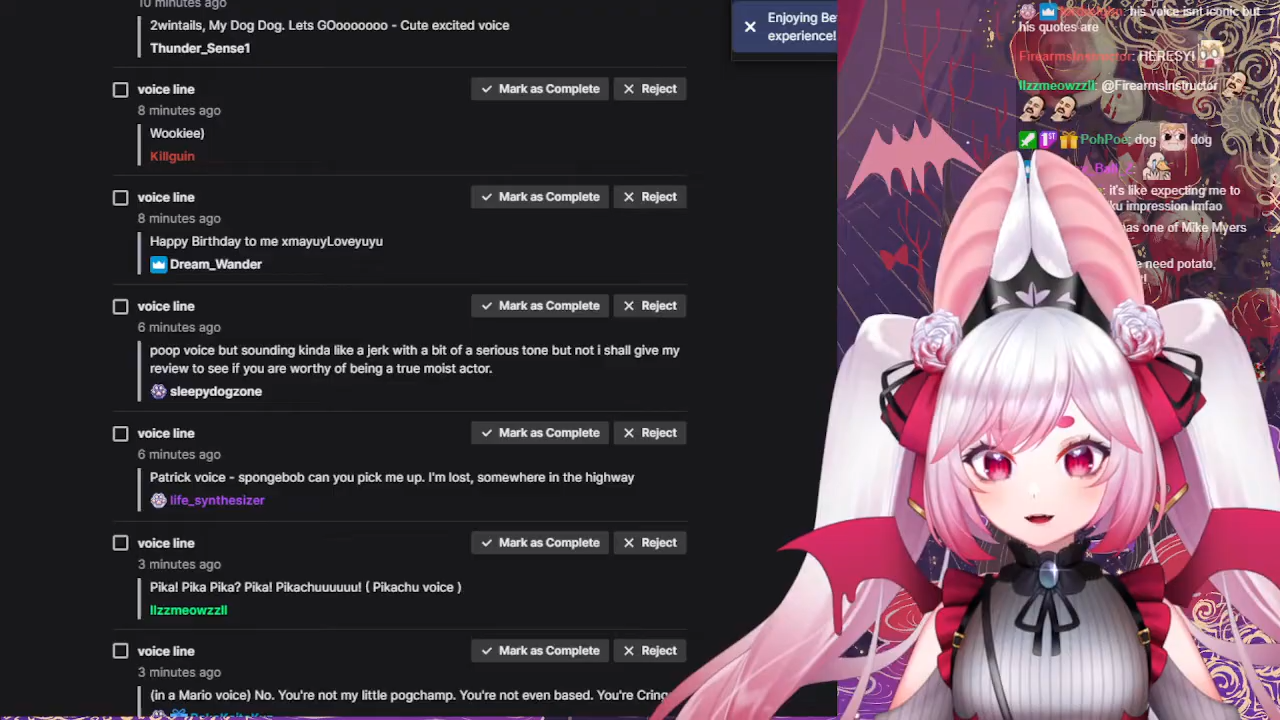 10 minutes ago
2wintails, My Dog Dog. Lets GOoooooooo - Cute excited voice
Thunder_Sense1
voice line
Mark as Complete
Reject
8 minutes ago
Wookiee)
Killguin
voice line
Mark as Complete
Reject
8 minutes ago
Happy Birthday to me xmayuyLoveyuyu
Dream_Wander
voice line
Mark as Complete
Reject
6 minutes ago
poop voice but sounding kinda like a jerk with a bit of a serious tone but not i shall give my
review to see if you are worthy of being a true moist actor.
sleepydogzone
voice line
Mark as Complete
Reject
6 minutes ago
Patrick voice - spongebob can you pick me up. I'm lost, somewhere in the highway
life_synthesizer
voice line
Mark as Complete
Reject
3 minutes ago
Pika! Pika Pika? Pika! Pikachuuuuu! ( Pikachu voice )
llzzmeowzzll
voice line
Mark as Complete
Reject
3 minutes ago
(in a Mario voice) No. You're not my little pogchamp. You're not even based. You're Cring
Enjoying Be
experience!
his voice isnt iconic but
his quotes are
FirearmsInstructor: HERESY!
llzzmeowzzll: @FirearmsInstructor
1ST PohPoe: dog dog
it's like expecting me to
ku impression lmfao
as one of Mike Myers
e need potato,